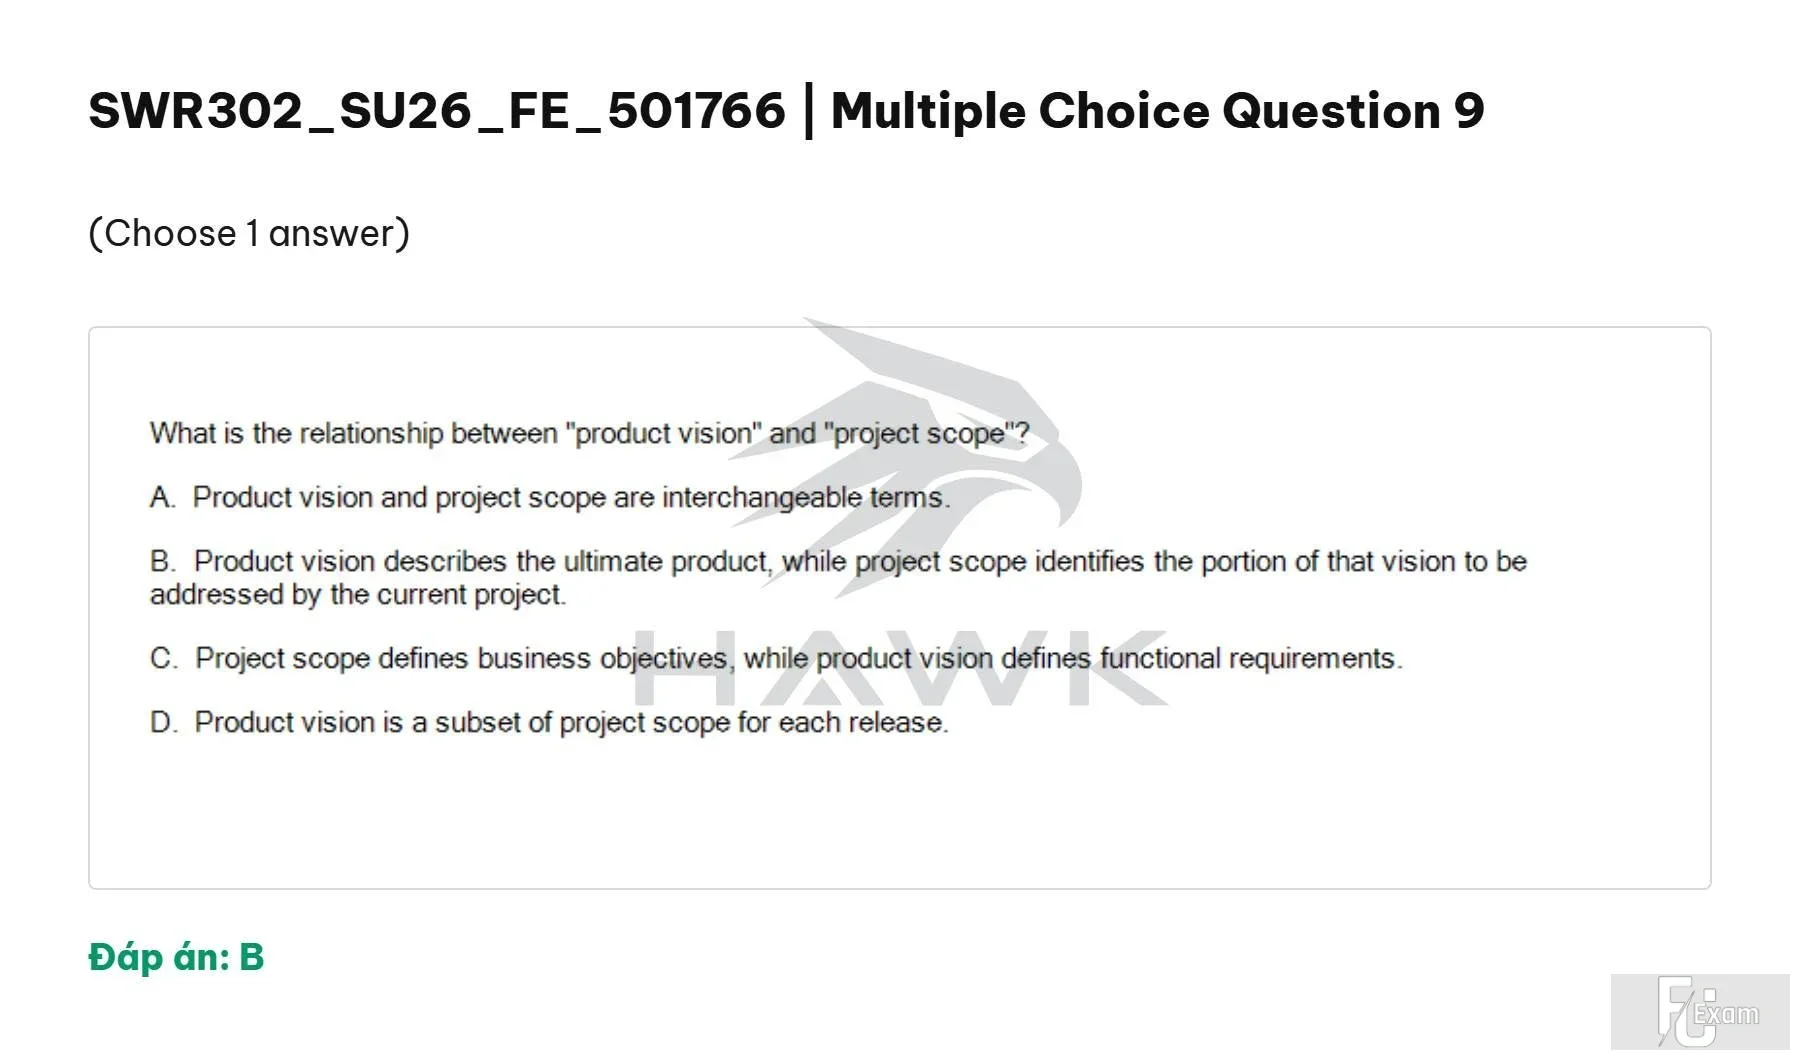 SWR302_SU26_FE_501766 | Multiple Choice Question 9
(Choose 1 answer)
What is the relationship between "product vision" and "project scope"?
A. Product vision and project scope are interchangeable terms.
B. Product vision describes the ultimate product, while project scope identifies the portion of that vision to be
addressed by the current project.
C. Project scope defines business objectives, while product vision defines functional requirements.
D. Product vision is a subset of project scope for each release.
HAWK
Đáp án: B
FU Exam